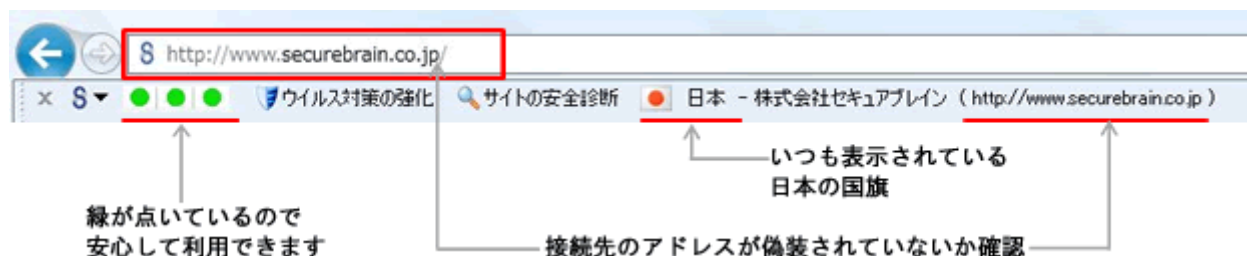 http://www.securebrain.co.jp/
× S▼ ウイルス対策の強化 サイトの安全診断 日本 - 株式会社セキュアブレイン ( http://www.securebrain.co.jp )
いつも表示されている
日本の国旗
緑が点いているので
安心して利用できます
接続先のアドレスが偽装されていないか確認